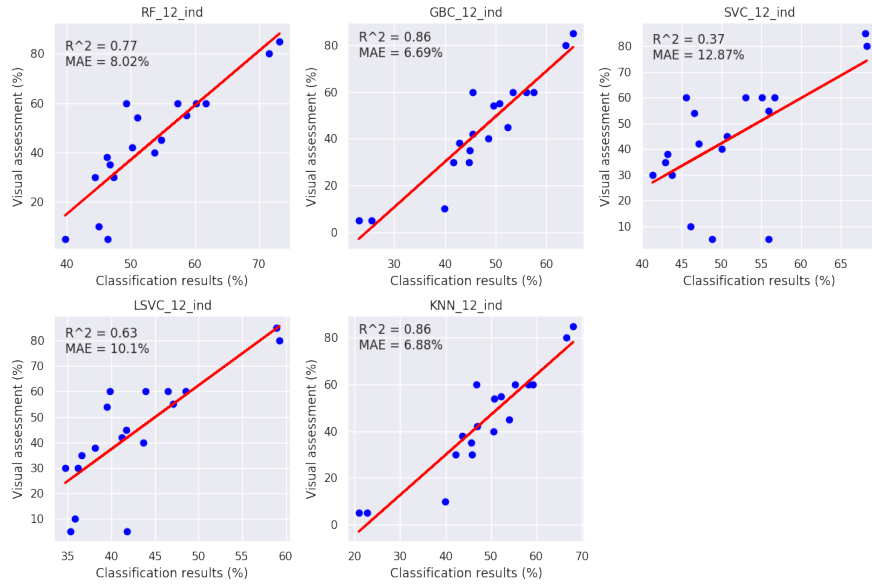 RF_12_ind
R^2 = 0.77
MAE = 8.02%
Visual assessment (%)
80
60
40
20
40
50
60
70
Classification results (%)
GBC_12_ind
R^2 = 0.86
MAE = 6.69%
Visual assessment (%)
80
60
40
20
0
30
40
50
60
Classification results (%)
SVC_12_ind
R^2 = 0.37
MAE = 12.87%
Visual assessment (%)
80
70
60
50
40
30
20
10
40
45
50
55
60
65
Classification results (%)
LSVC_12_ind
R^2 = 0.63
MAE = 10.1%
Visual assessment (%)
80
70
60
50
40
30
20
10
35
40
45
50
55
60
Classification results (%)
KNN_12_ind
R^2 = 0.86
MAE = 6.88%
Visual assessment (%)
80
60
40
20
0
20
30
40
50
60
70
Classification results (%)